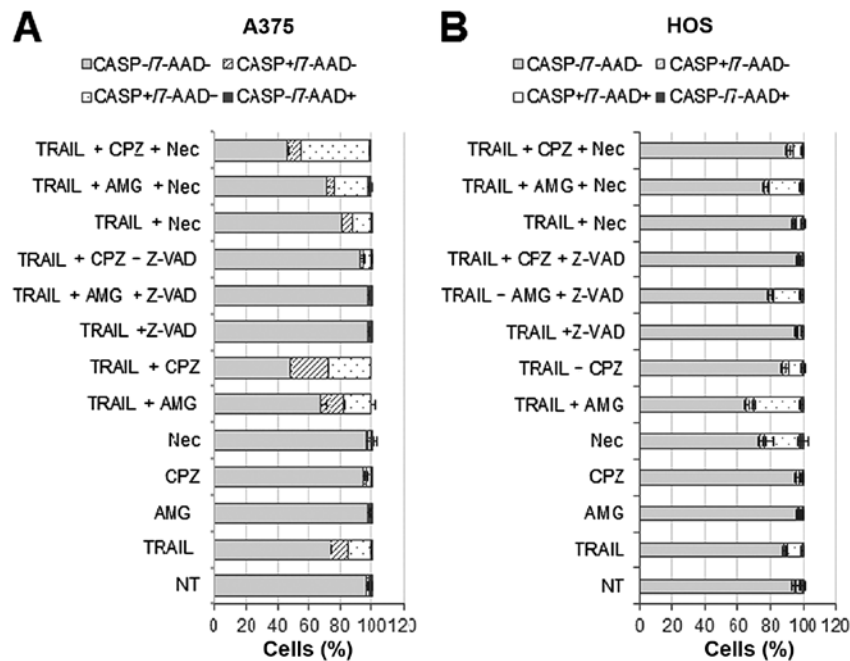 A
A375
CASP-/7-AAD- CASP+/7-AAD-
CASP+/7-AAD- CASP-/7-AAD+
TRAIL + CPZ + Nec
TRAIL + AMG + Nec
TRAIL + Nec
TRAIL + CPZ - Z-VAD
TRAIL + AMG + Z-VAD
TRAIL +Z-VAD
TRAIL + CPZ
TRAIL + AMG
Nec
CPZ
AMG
TRAIL
NT
0 20 40 60 80 100 120
Cells (%)
B
HOS
CASP-/7-AAD- CASP+/7-AAD-
CASP+/7-AAD+ CASP-/7-AAD+
TRAIL + CPZ + Nec
TRAIL + AMG + Nec
TRAIL + Nec
TRAIL + CPZ + Z-VAD
TRAIL - AMG + Z-VAD
TRAIL +Z-VAD
TRAIL - CPZ
TRAIL + AMG
Nec
CPZ
AMG
TRAIL
NT
0 20 40 60 80 100 120
Cells (%)